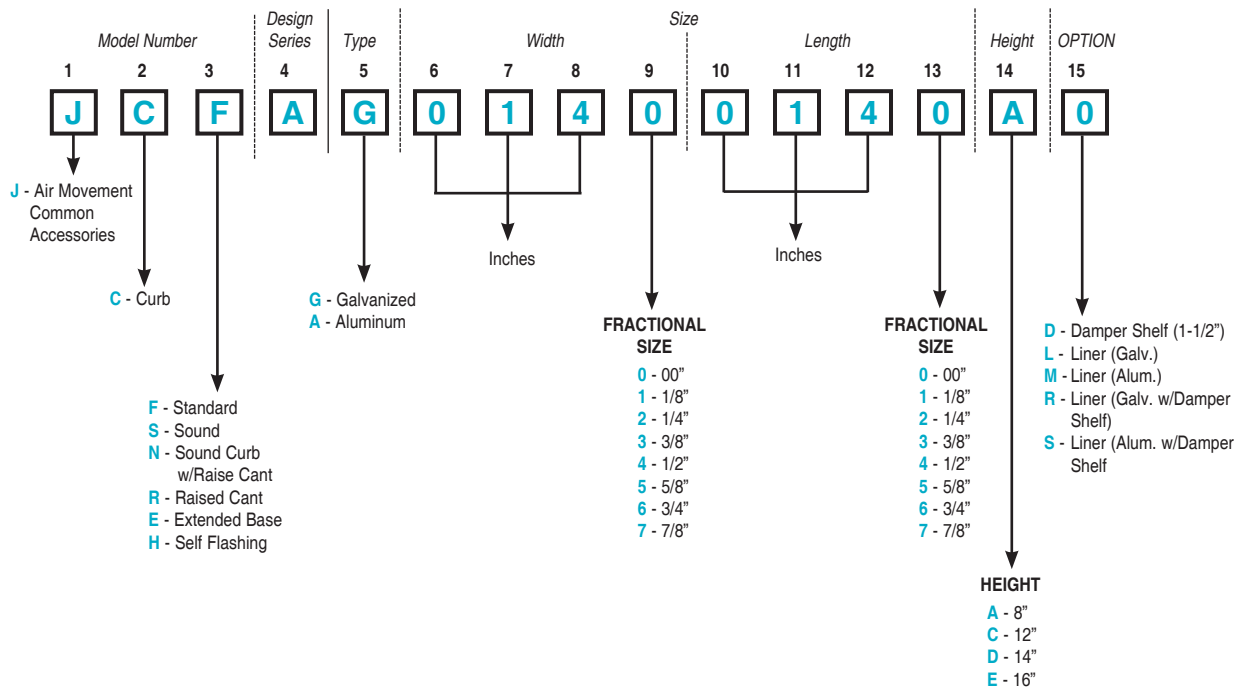 Design Series
Size
Model Number
Type
Width
Length
Height
OPTION
1 2 3 4 5 6 7 8 9 10 11 12 13 14 15
J C F A G 0 1 4 0 0 1 4 0 A 0
J - Air Movement
Common
Accessories
C - Curb
F - Standard
S - Sound
N - Sound Curb
w/Raise Cant
R - Raised Cant
E - Extended Base
H - Self Flashing
G - Galvanized
A - Aluminum
Inches
FRACTIONAL
SIZE
0 - 00”
1 - 1/8”
2 - 1/4”
3 - 3/8”
4 - 1/2”
5 - 5/8”
6 - 3/4”
7 - 7/8”
Inches
FRACTIONAL
SIZE
0 - 00”
1 - 1/8”
2 - 1/4”
3 - 3/8”
4 - 1/2”
5 - 5/8”
6 - 3/4”
7 - 7/8”
HEIGHT
A - 8”
C - 12”
D - 14”
E - 16”
D - Damper Shelf (1-1/2”)
L - Liner (Galv.)
M - Liner (Alum.)
R - Liner (Galv. w/Damper
Shelf)
S - Liner (Alum. w/Damper
Shelf